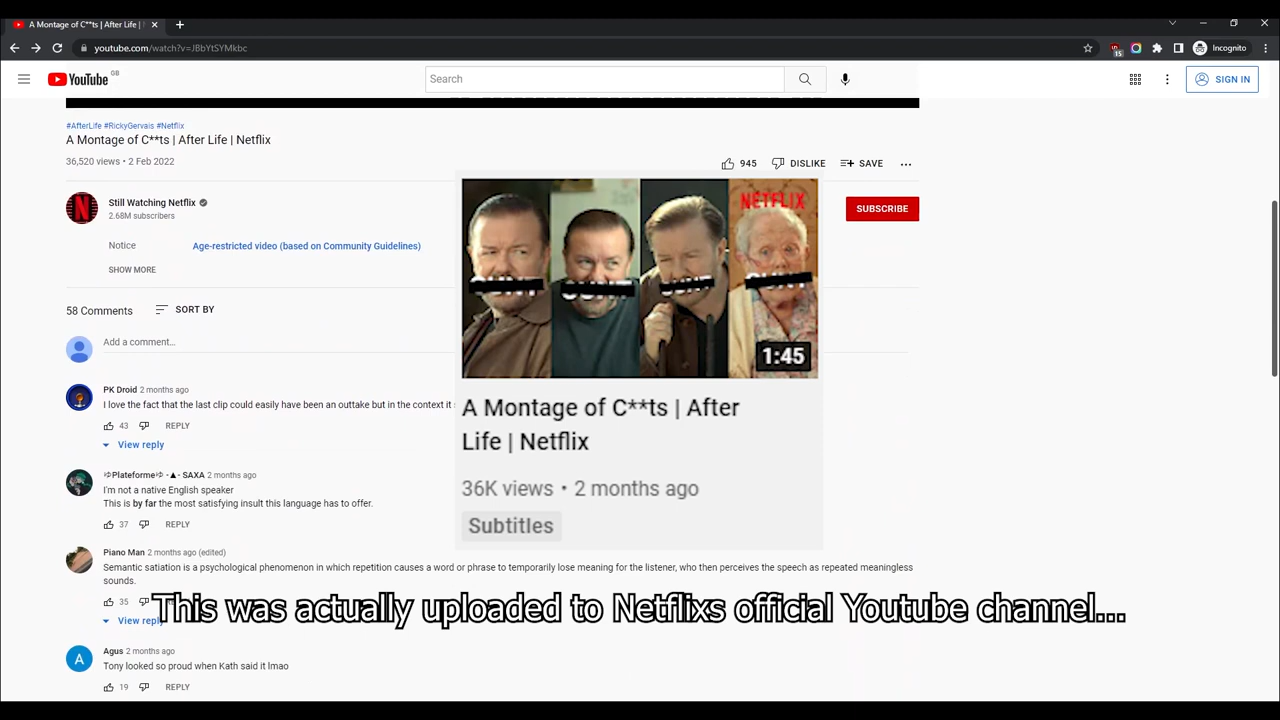 A Montage of C**ts | After Life |
youtube.com/watch?v=JBbYtSYMkbc
15
Incognito
YouTube GB
Search
SIGN IN
#AfterLife #RickyGervais #Netflix
A Montage of C**ts | After Life | Netflix
36,520 views • 2 Feb 2022
945
DISLIKE
SAVE
Still Watching Netflix
2.68M subscribers
SUBSCRIBE
Notice
Age-restricted video (based on Community Guidelines)
SHOW MORE
58 Comments
SORT BY
Add a comment…
PK Droid 2 months ago
I love the fact that the last clip could easily have been an outtake but in the context it
43
REPLY
View reply
SAXA 2 months ago
I'm not a native English speaker
This is by far the most satisfying insult this language has to offer.
37
REPLY
Piano Man 2 months ago (edited)
Semantic satiation is a psychological phenomenon in which repetition causes a word or phrase to temporarily lose meaning for the listener, who then perceives the speech as repeated meaningless
sounds.
35
View reply
Agus 2 months ago
Tony looked so proud when Kath said it lmao
19
REPLY
NETFLIX
1:45
A Montage of C**ts | After
Life | Netflix
36K views • 2 months ago
Subtitles
This was actually uploaded to Netflixs official Youtube channel...